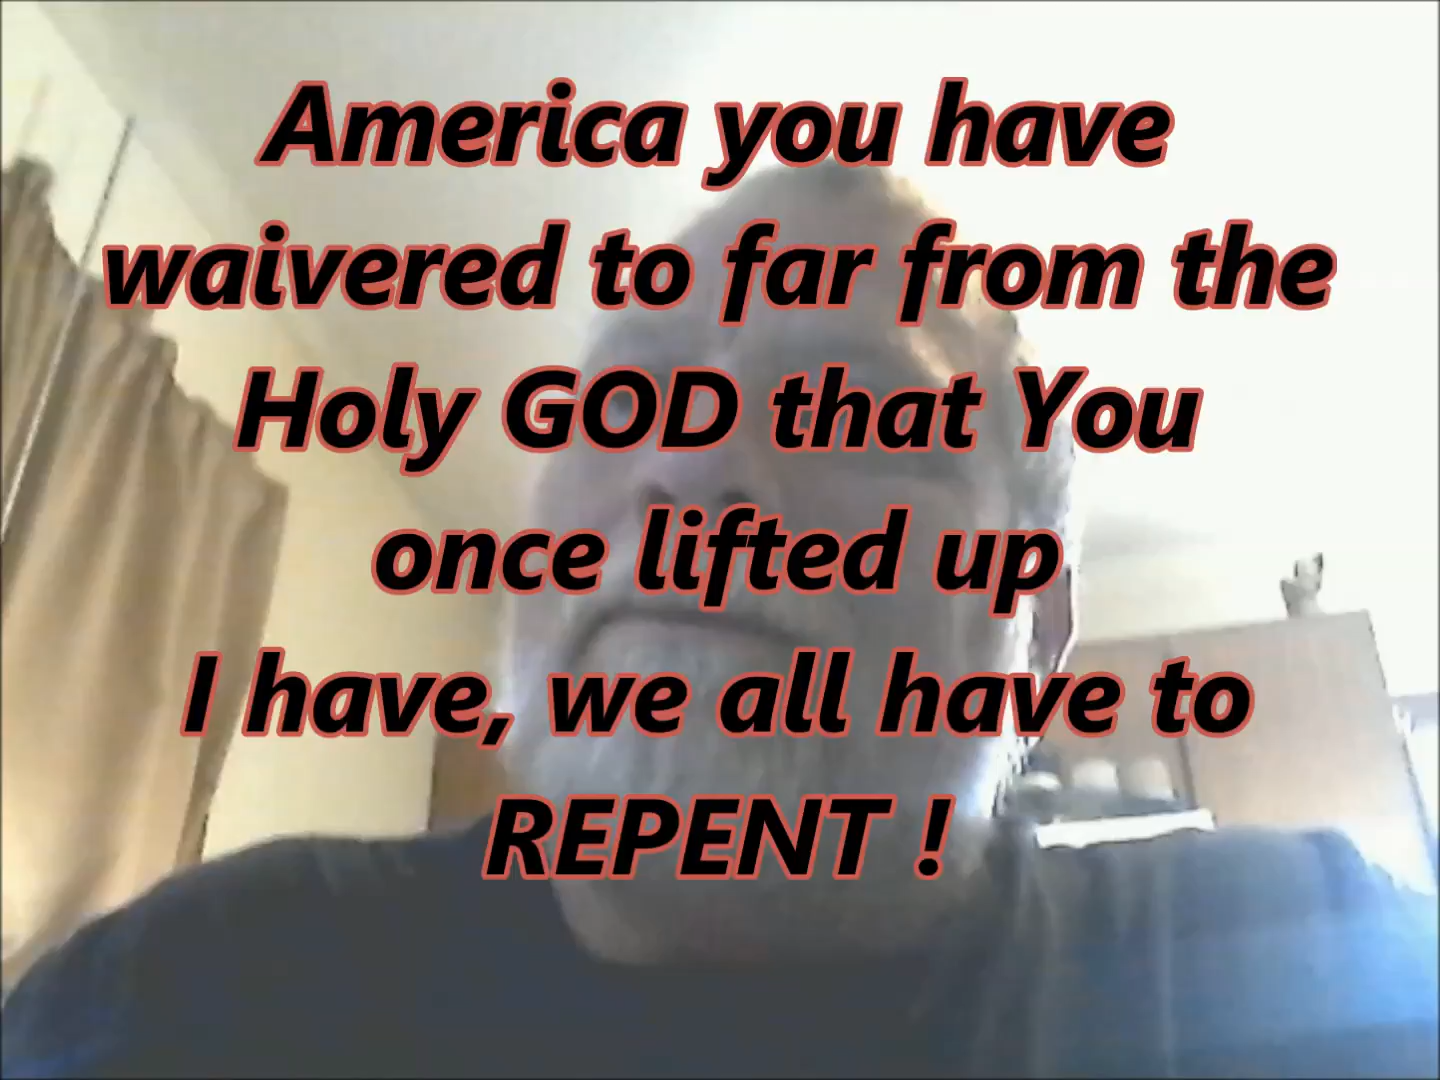 America you have
waivered to far from the
Holy GOD that You
once lifted up
I have, we all have to
REPENT !